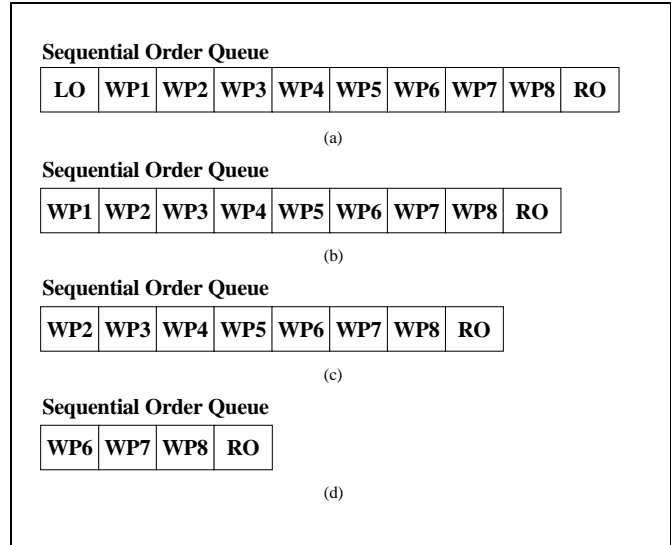 Sequential Order Queue
LO WP1 WP2 WP3 WP4 WP5 WP6 WP7 WP8 RO
(a)
Sequential Order Queue
WP1 WP2 WP3 WP4 WP5 WP6 WP7 WP8 RO
(b)
Sequential Order Queue
WP2 WP3 WP4 WP5 WP6 WP7 WP8 RO
(c)
Sequential Order Queue
WP6 WP7 WP8 RO
(d)